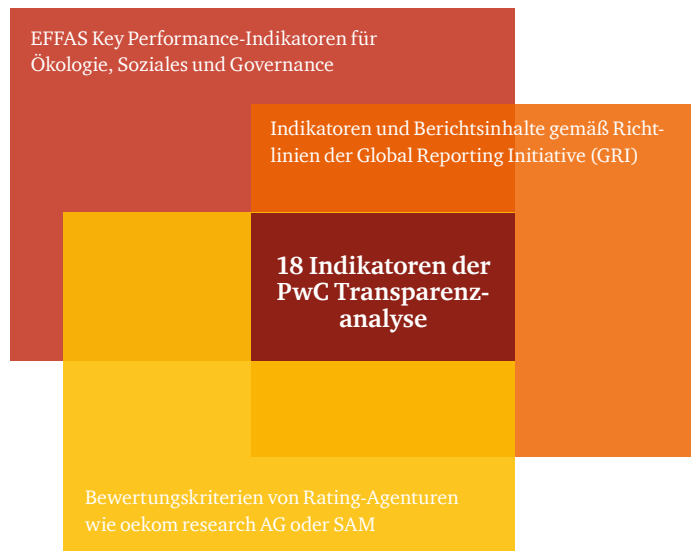 EFFAS Key Performance-Indikatoren für
Ökologie, Soziales und Governance
Indikatoren und Berichtsinhalte gemäß Richt-
linien der Global Reporting Initiative (GRI)
18 Indikatoren der
PwC Transparenz-
analyse
Bewertungskriterien von Rating-Agenturen
wie oekom research AG oder SAM